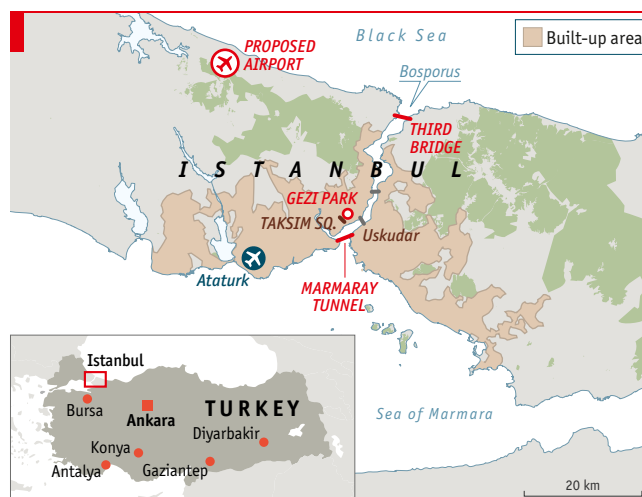 Black Sea
Built-up area
PROPOSED
AIRPORT
Bosporus
THIRD
BRIDGE
ISTANBUL
GEZI PARK
TAKSIM SQ.
Uskudar
Ataturk
MARMARAY
TUNNEL
Sea of Marmara
Istanbul
Bursa
Ankara
TURKEY
Konya
Diyarbakir
Antalya
Gaziantep
20 km